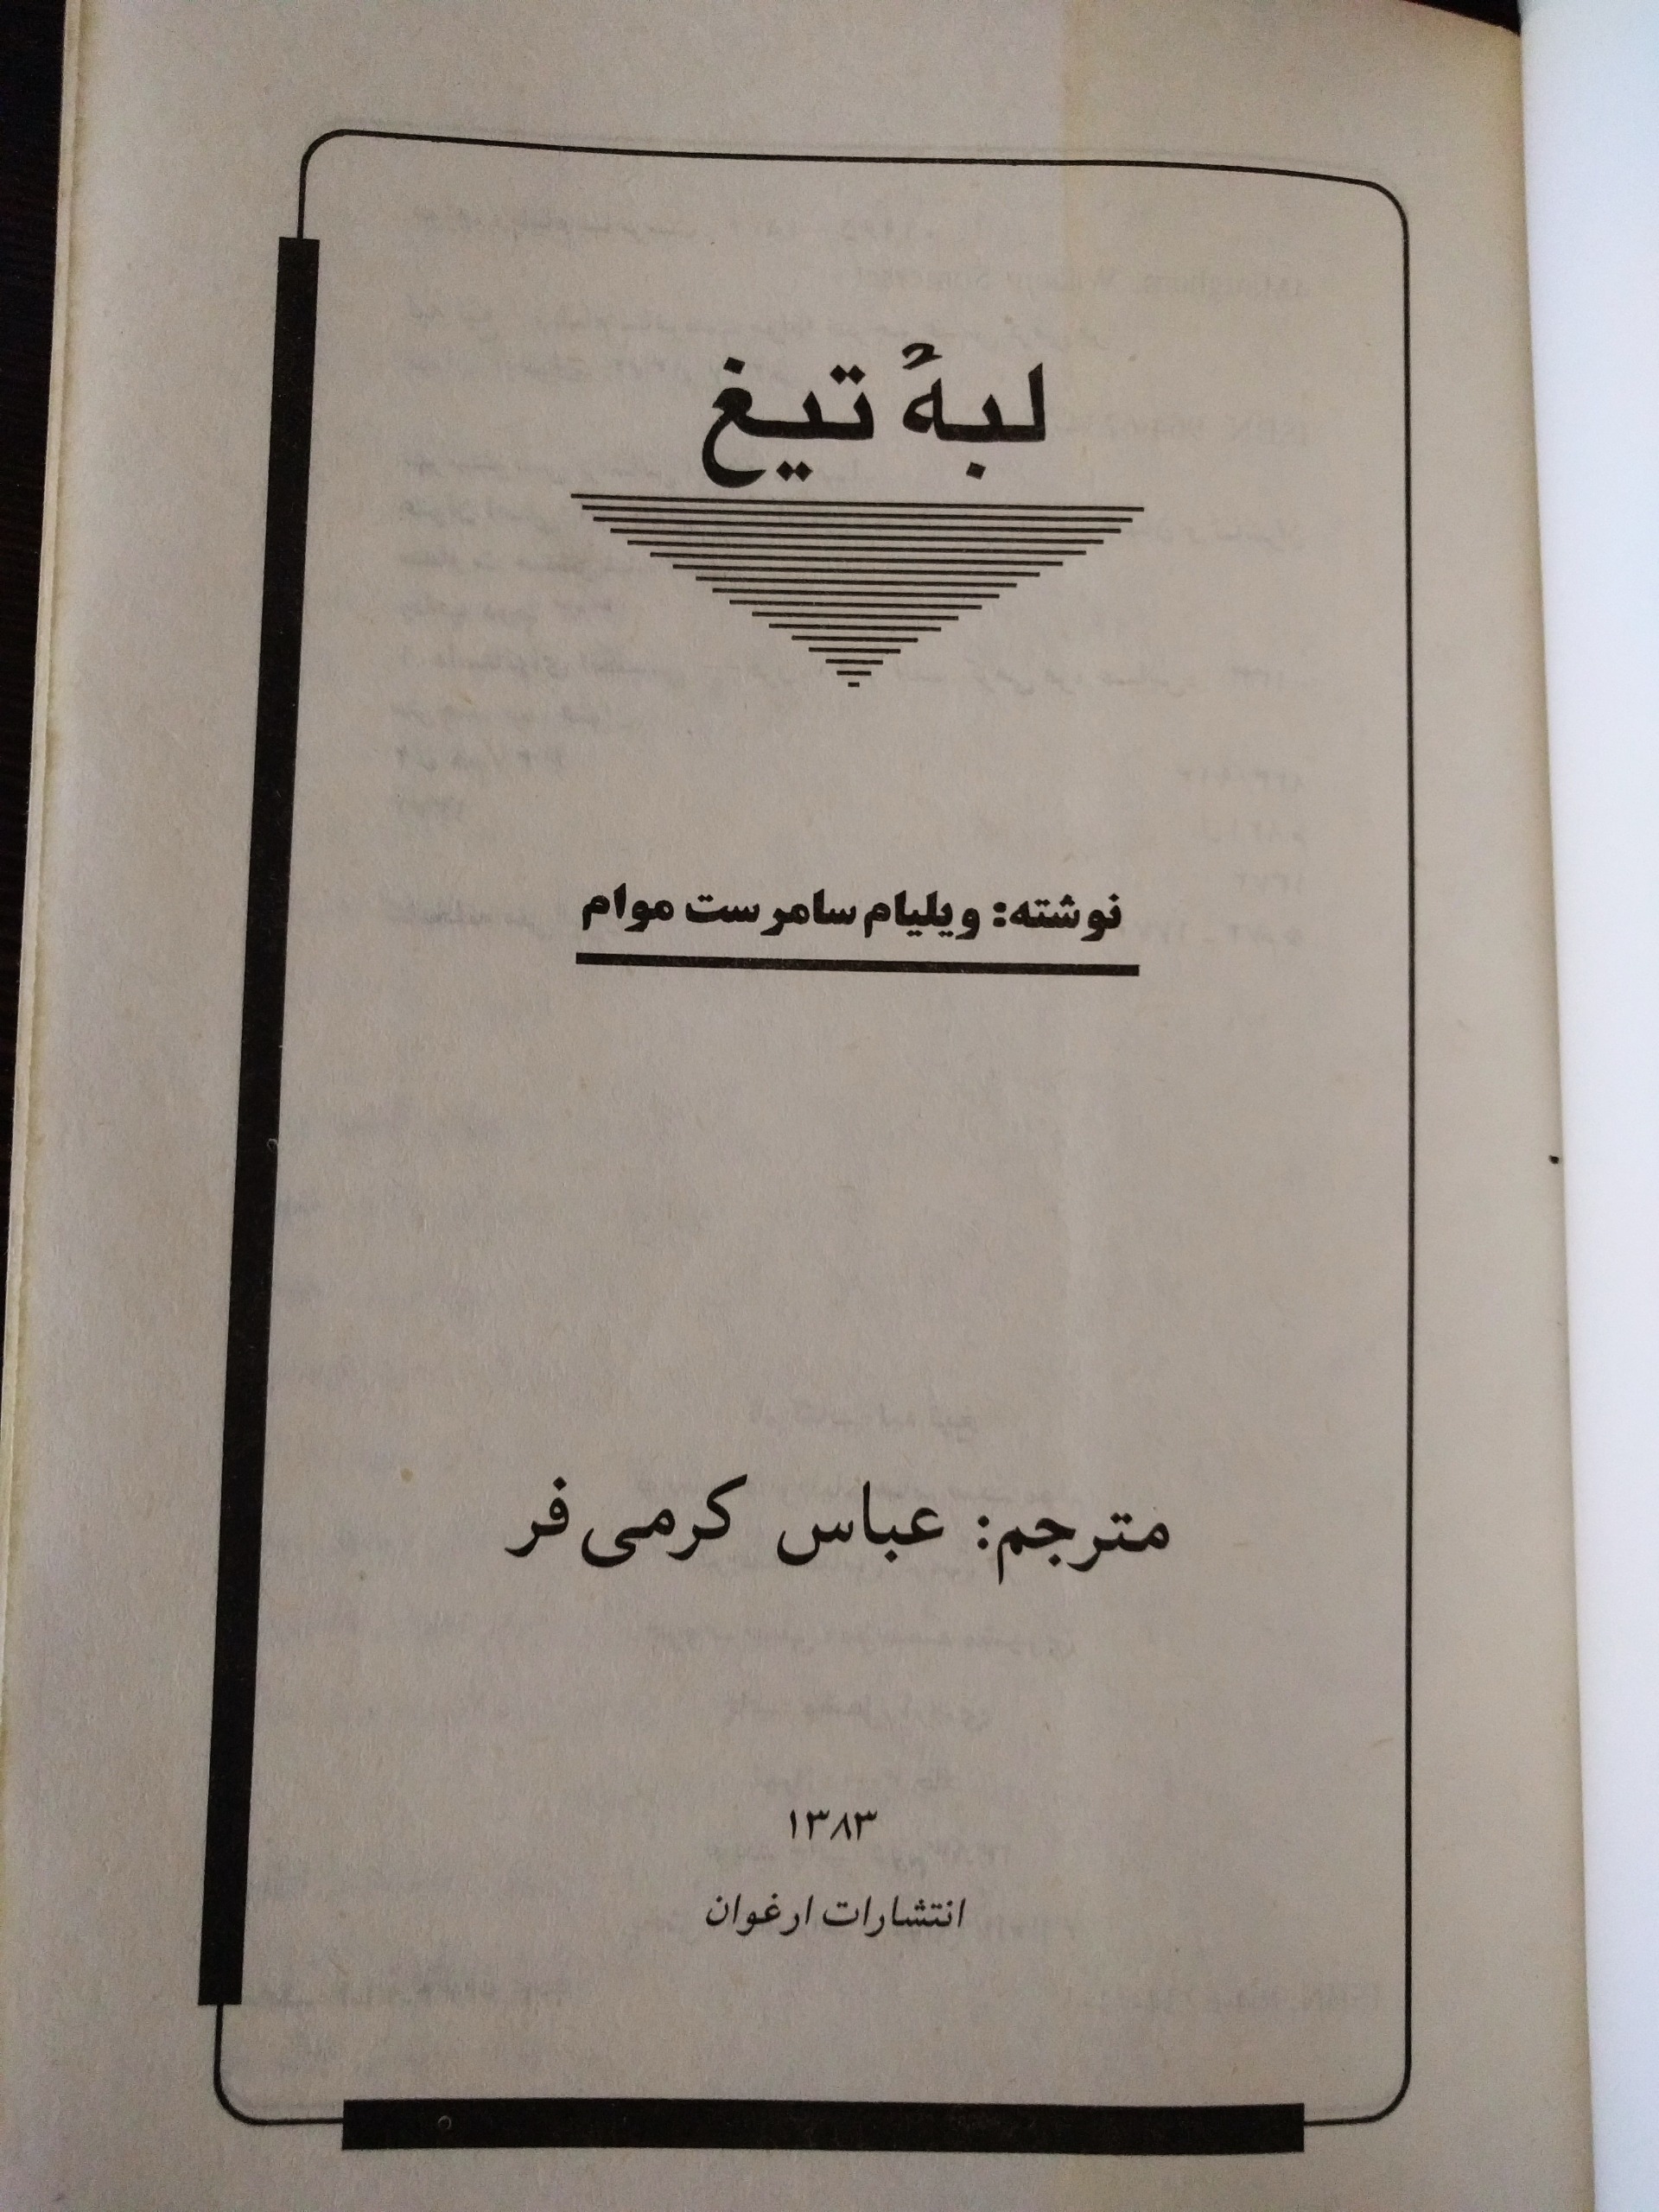 لبهٔ تیغ
نوشته: ویلیام سامرست موام
مترجم: عباس کرمی‌فر
۱۳۸۳
انتشارات ارغوان